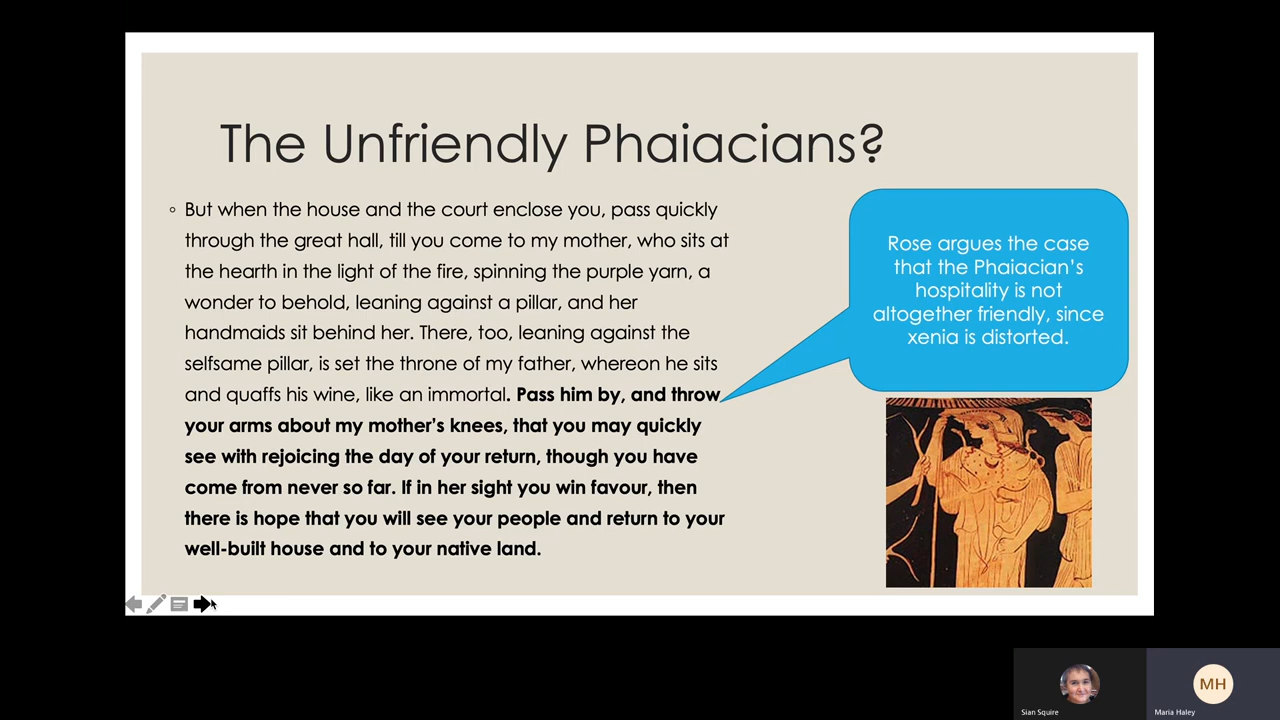 The Unfriendly Phaiacians?
But when the house and the court enclose you, pass quickly
through the great hall, till you come to my mother, who sits at
the hearth in the light of the fire, spinning the purple yarn, a
wonder to behold, leaning against a pillar, and her
handmaids sit behind her. There, too, leaning against the
selfsame pillar, is set the throne of my father, whereon he sits
and quaffs his wine, like an immortal. Pass him by, and throw
your arms about my mother's knees, that you may quickly
see with rejoicing the day of your return, though you have
come from never so far. If in her sight you win favour, then
there is hope that you will see your people and return to your
well-built house and to your native land.
Rose argues the case
that the Phaiacian's
hospitality is not
altogether friendly, since
xenia is distorted.
MH
Sian Squire
Maria Haley